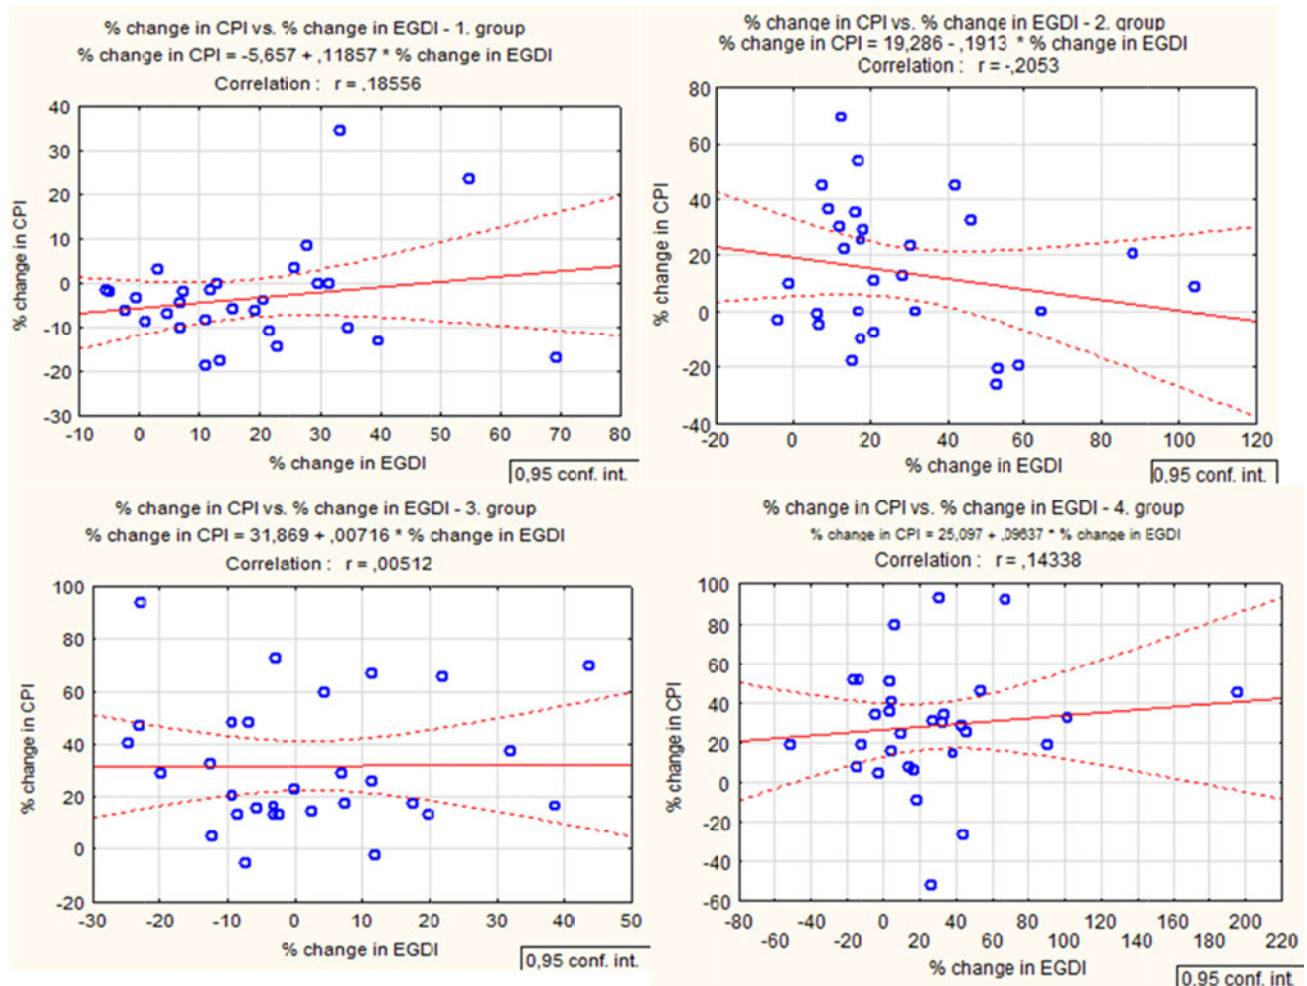 % change in CPI vs. % change in EGDI - 1. group
% change in CPI = -5,657 + ,11857 * % change in EGDI
Correlation : r = ,18556
40
30
20
10
0
-10
-20
-30
% change in CPI
-10 0 10 20 30 40 50 60 70 80
% change in EGDI
0,95 conf. int.
% change in CPI vs. % change in EGDI - 2. group
% change in CPI = 19,286 - ,1913 * % change in EGDI
Correlation : r = -,2053
80
60
40
20
0
-20
-40
% change in CPI
-20 0 20 40 60 80 100 120
% change in EGDI
0,95 conf. int.
% change in CPI vs. % change in EGDI - 3. group
% change in CPI = 31,869 + ,00716 * % change in EGDI
Correlation : r = ,00512
100
80
60
40
20
0
-20
% change in CPI
-30 -20 -10 0 10 20 30 40 50
% change in EGDI
0,95 conf. int.
% change in CPI vs. % change in EGDI - 4. group
% change in CPI = 25,097 + ,09637 * % change in EGDI
Correlation : r = ,14338
100
80
60
40
20
0
-20
-40
-60
% change in CPI
-80 -40 0 40 80 120 160 200
-60 -20 20 60 100 140 180 220
% change in EGDI
0,95 conf. int.